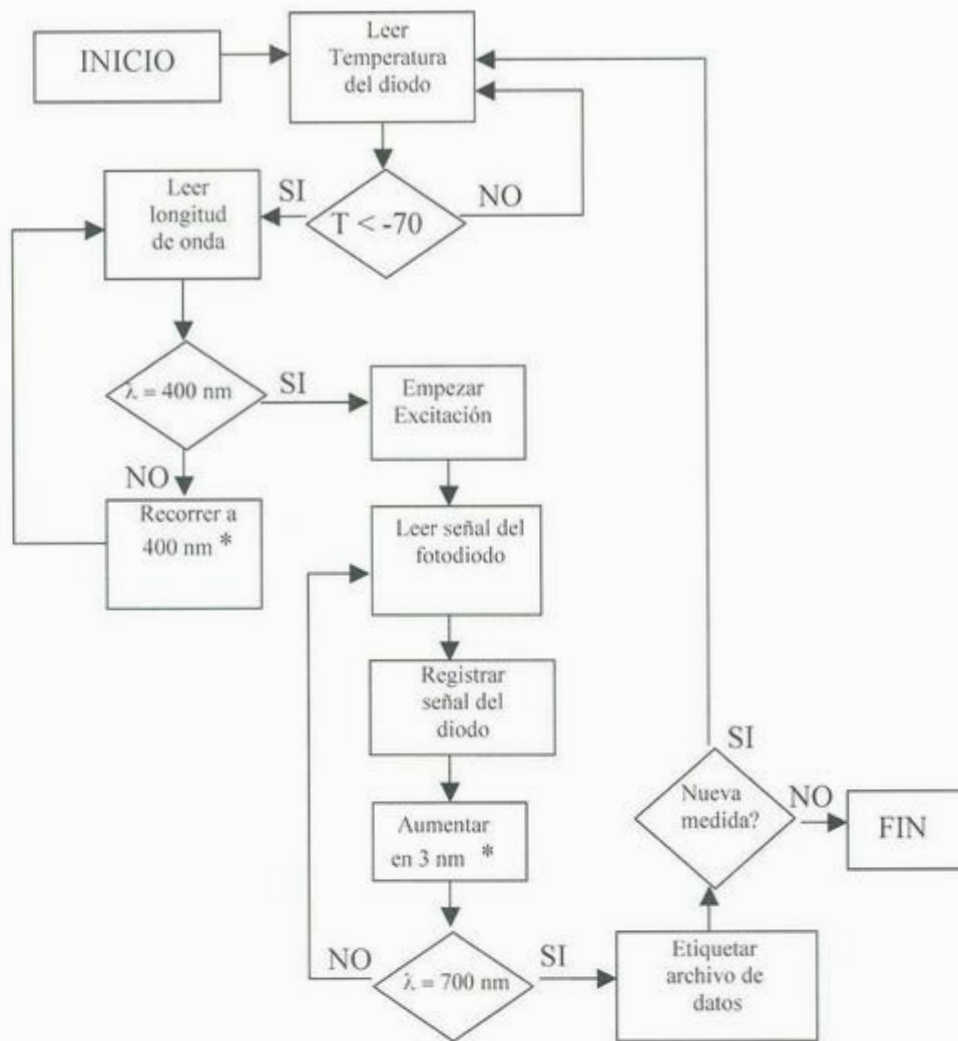 INICIO
Leer
Temperatura
del diodo
T < -70
SI
NO
Leer
longitud
de onda
λ = 400 nm
SI
NO
Recorrer a
400 nm *
Empezar
Excitación
Leer señal del
fotodiodo
Registrar
señal del
diodo
Aumentar
en 3 nm *
λ = 700 nm
NO
SI
Etiquetar
archivo de
datos
Nueva
medida?
SI
NO
FIN